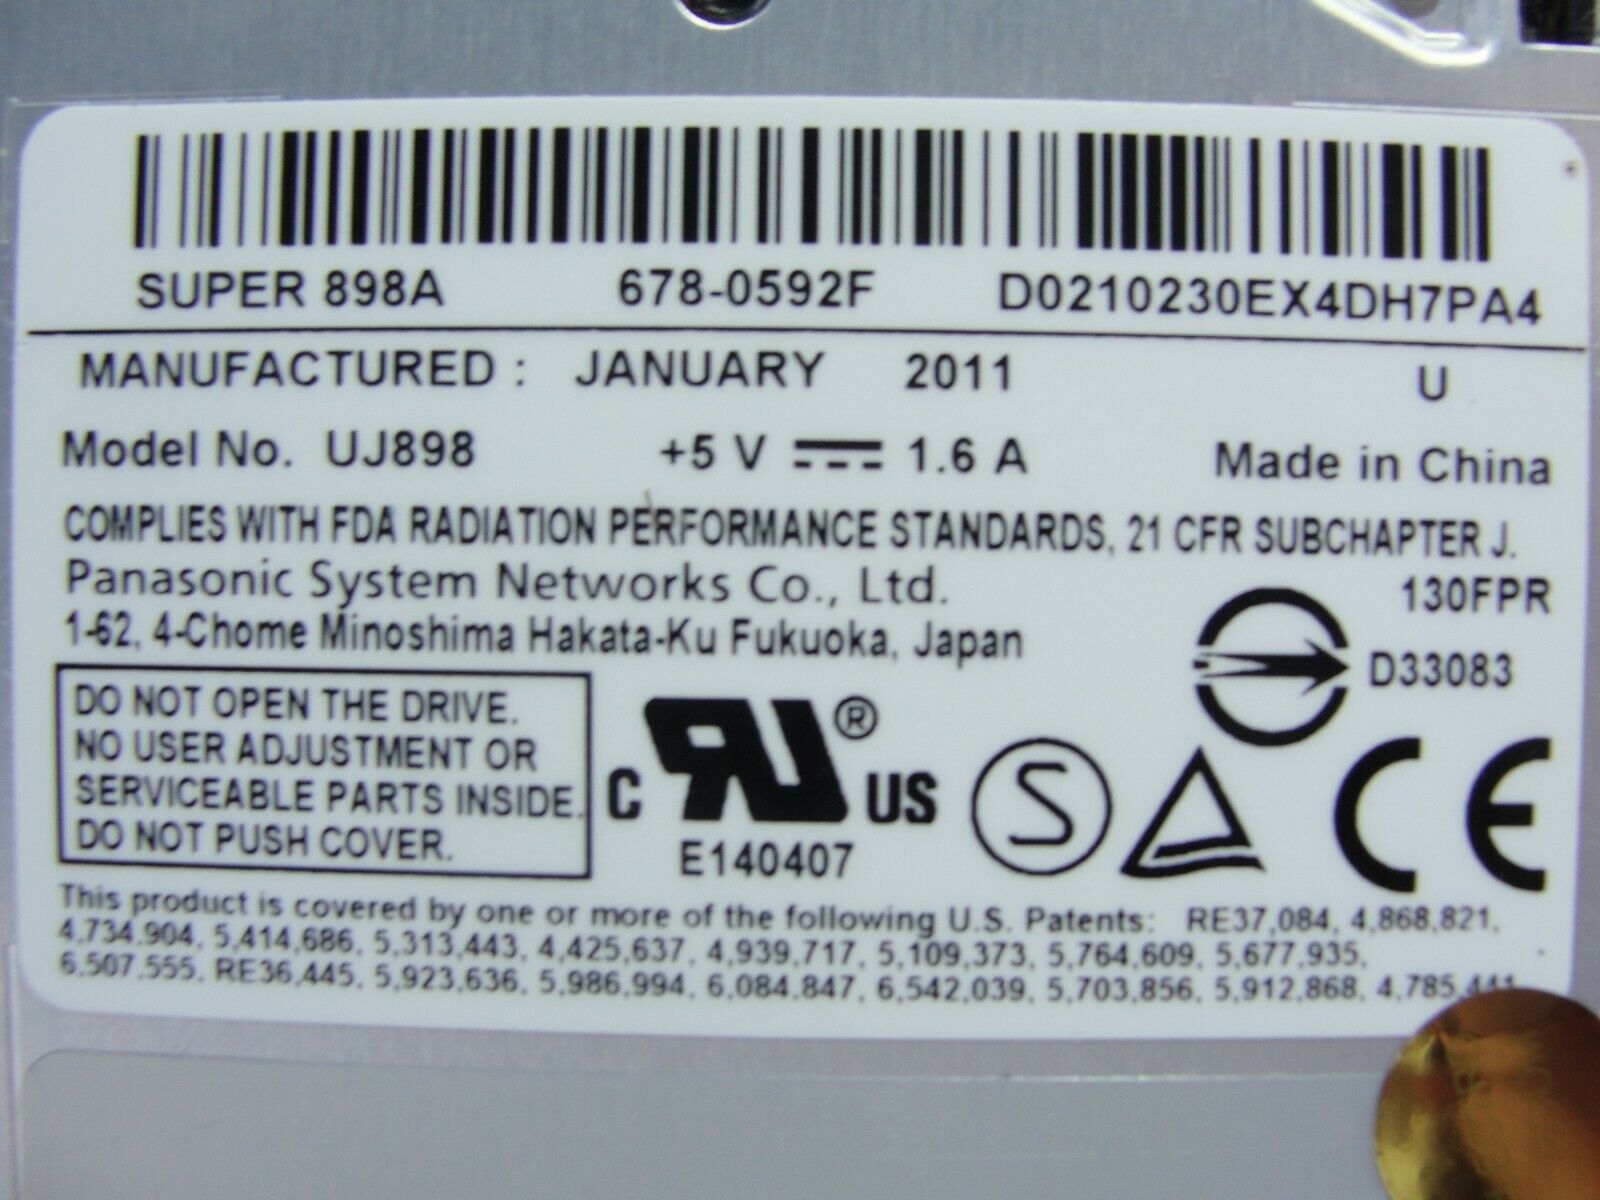 SUPER 898A 678-0592F D0210230EX4DH7PA4
MANUFACTURED : JANUARY 2011 U
Model No. UJ898 +5 V 1.6 A Made in China
COMPLIES WITH FDA RADIATION PERFORMANCE STANDARDS, 21 CFR SUBCHAPTER J.
Panasonic System Networks Co., Ltd. 130FPR
1-62, 4-Chome Minoshima Hakata-Ku Fukuoka, Japan
D33083
DO NOT OPEN THE DRIVE.
NO USER ADJUSTMENT OR
SERVICEABLE PARTS INSIDE.
DO NOT PUSH COVER.
C RU ® US
E140407
S
CE
This product is covered by one or more of the following U.S. Patents: RE37,084, 4,868,821,
4,734,904, 5,414,686, 5,313,443, 4,425,637, 4,939,717, 5,109,373, 5,764,609, 5,677,935,
6,507,555, RE36,445, 5,923,636, 5,986,994, 6,084,847, 6,542,039, 5,703,856, 5,912,868, 4,785,441